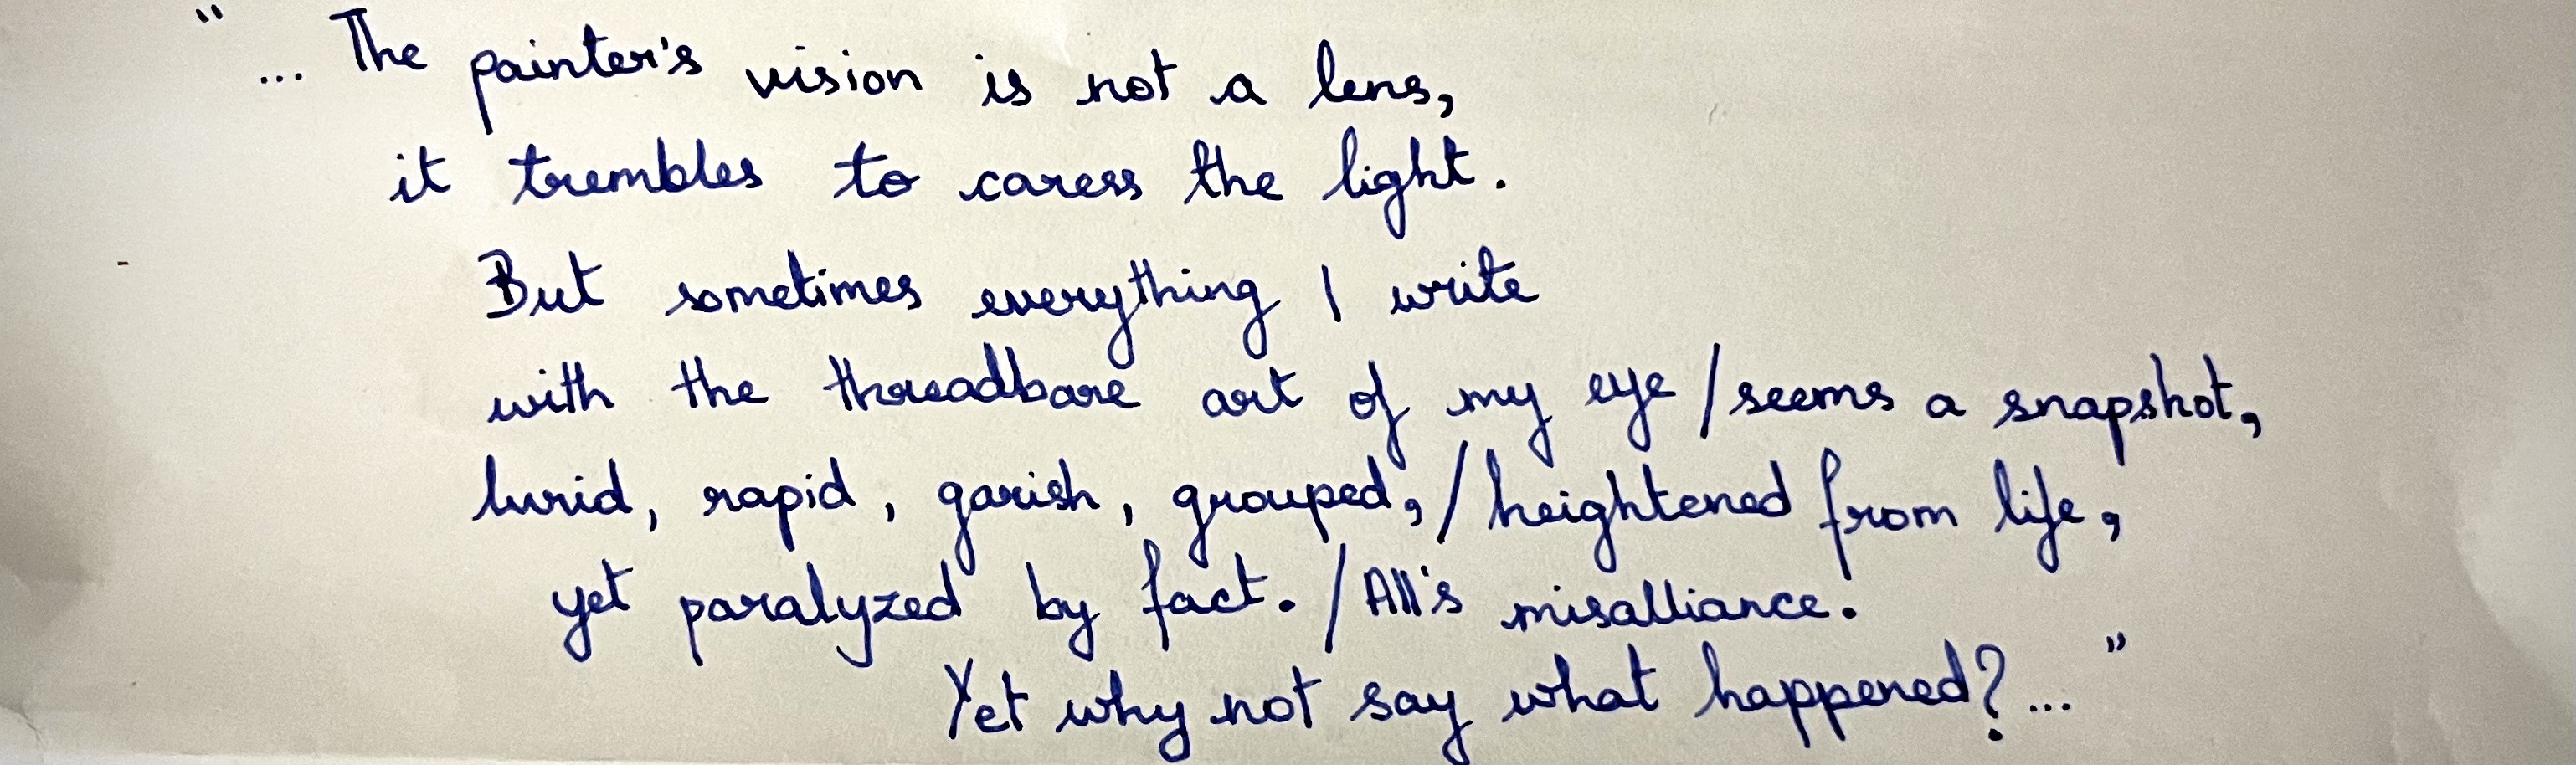 “... The painter's vision is not a lens,
it trembles to caress the light.
But sometimes everything I write
with the threadbare art of my eye / seems a snapshot,
lurid, rapid, garish, grouped, / heightened from life,
yet paralyzed by fact. / All's misalliance.
Yet why not say what happened? ... ”